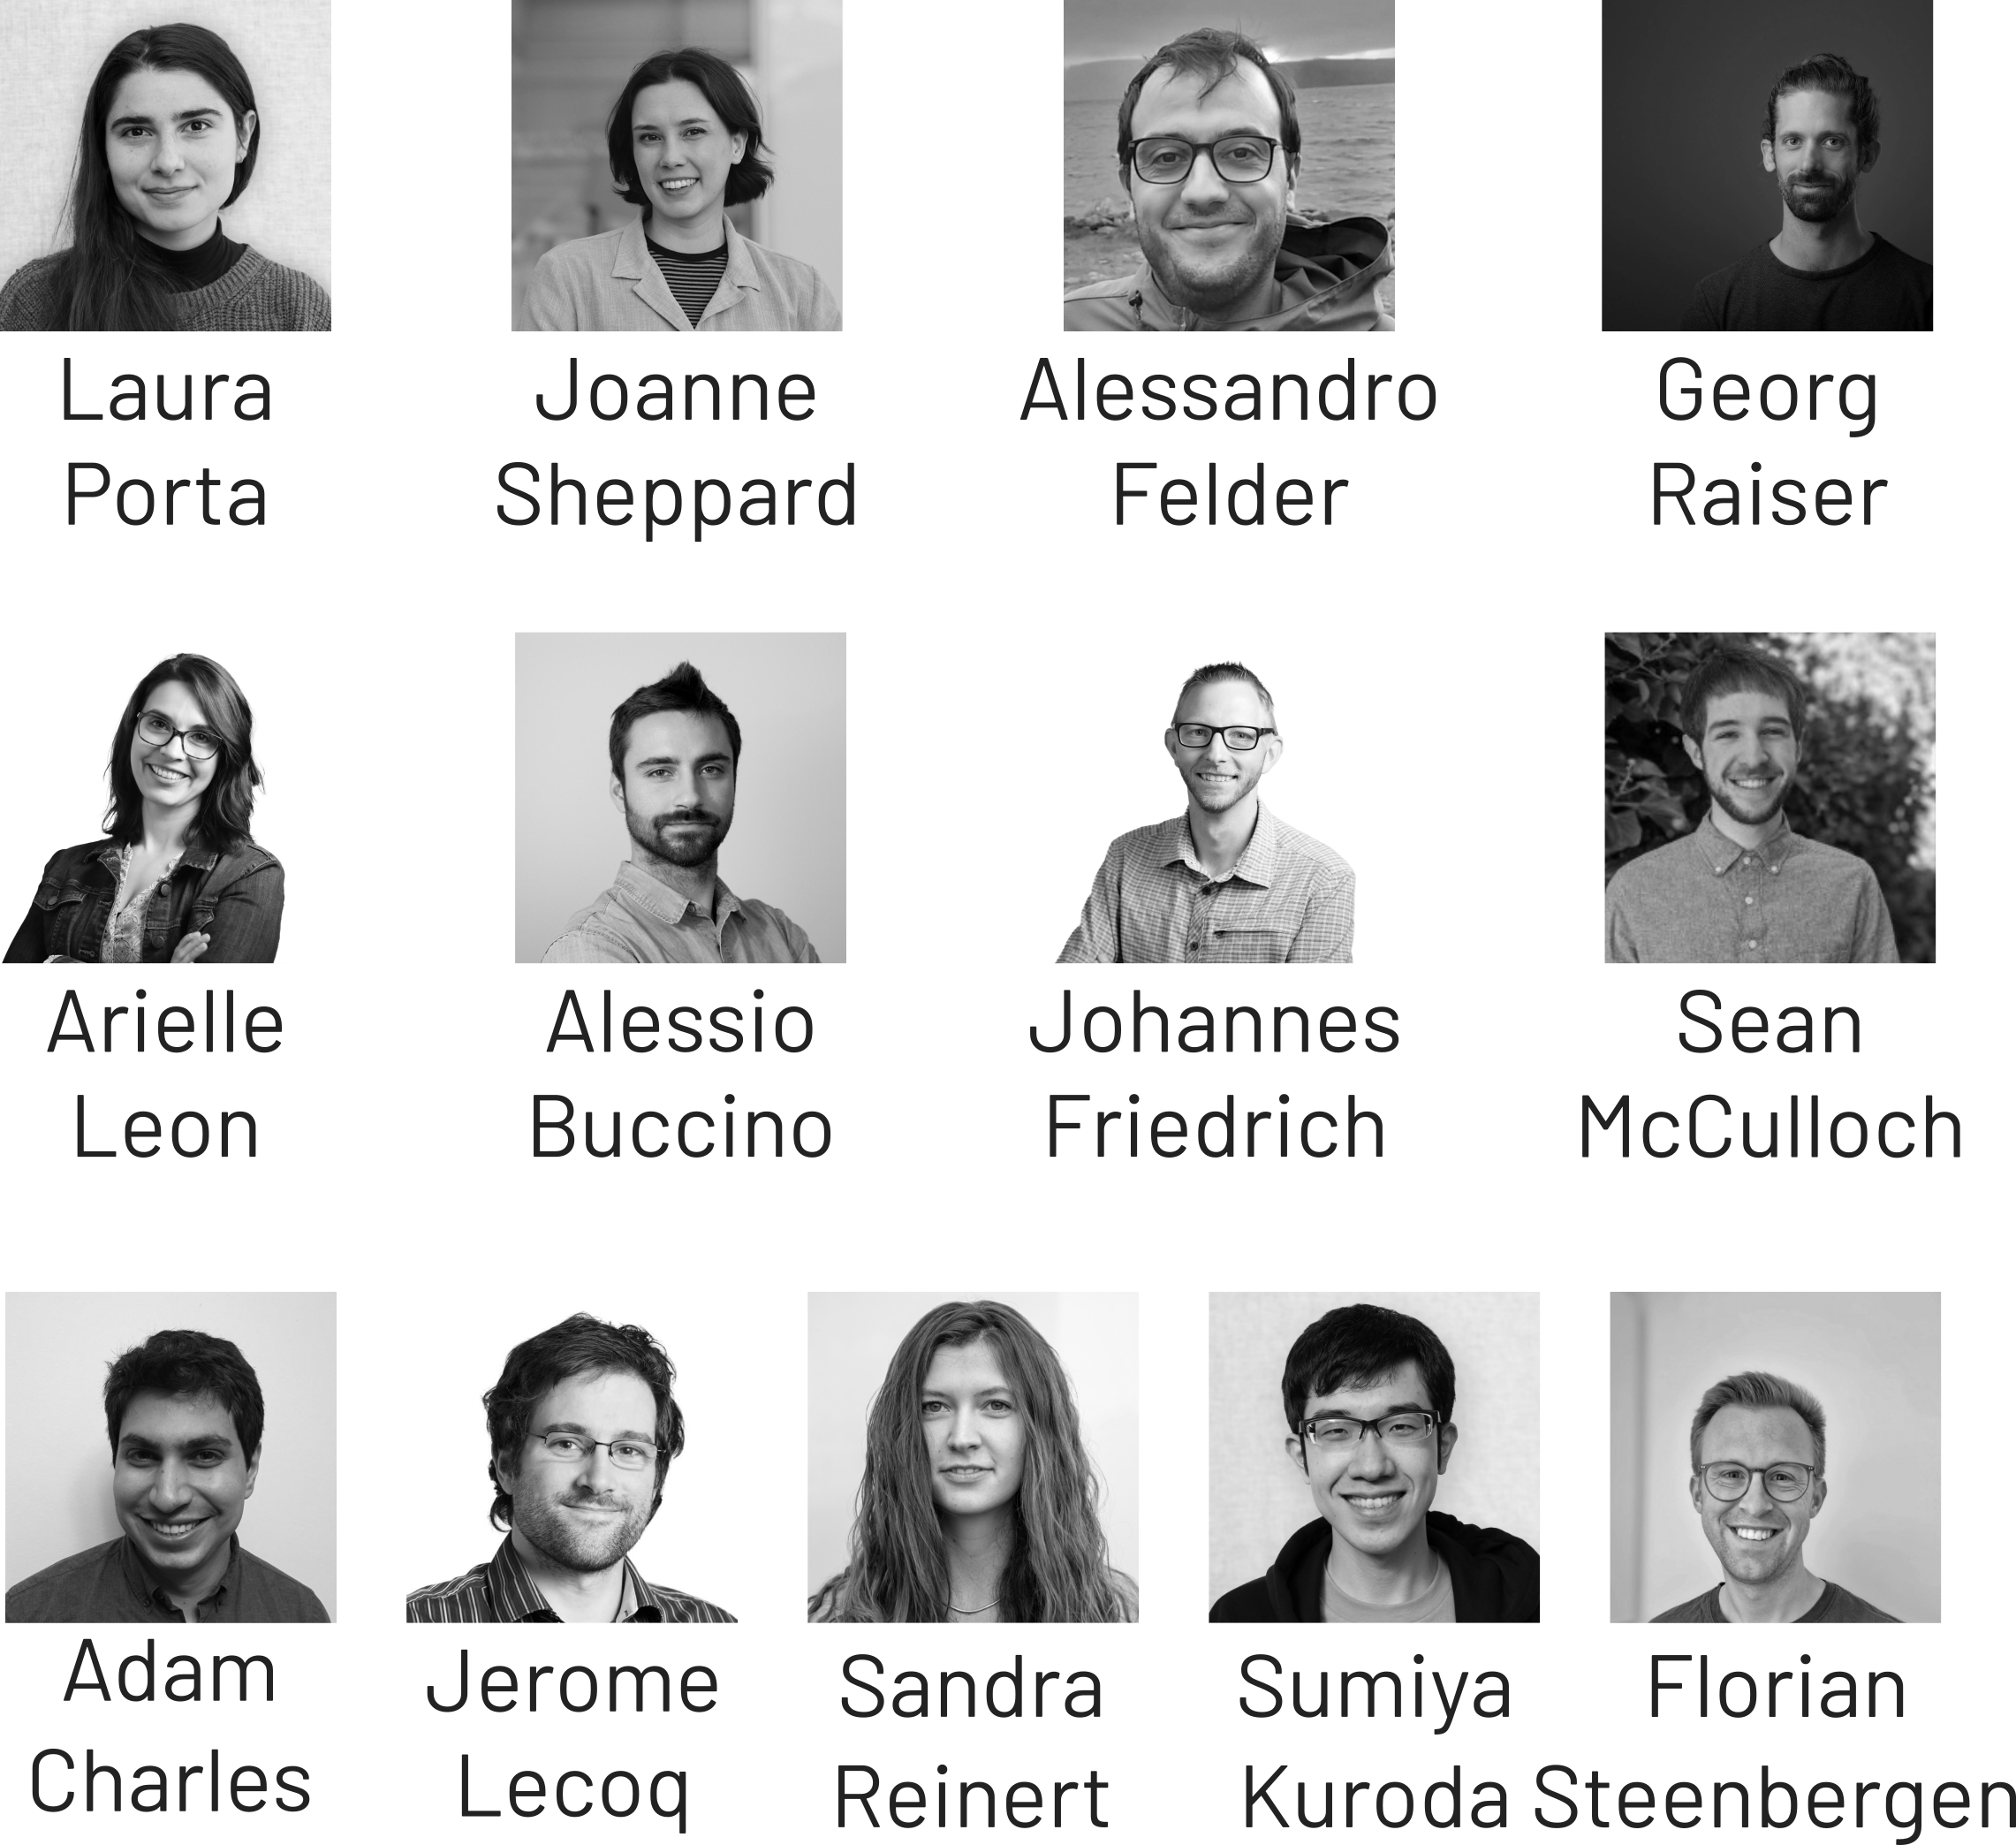 Laura
Porta
Joanne
Sheppard
Alessandro
Felder
Georg
Raiser
Arielle
Leon
Alessio
Buccino
Johannes
Friedrich
Sean
McCulloch
Adam
Charles
Jerome
Lecoq
Sandra
Reinert
Sumiya
Kuroda
Florian
Steenbergen